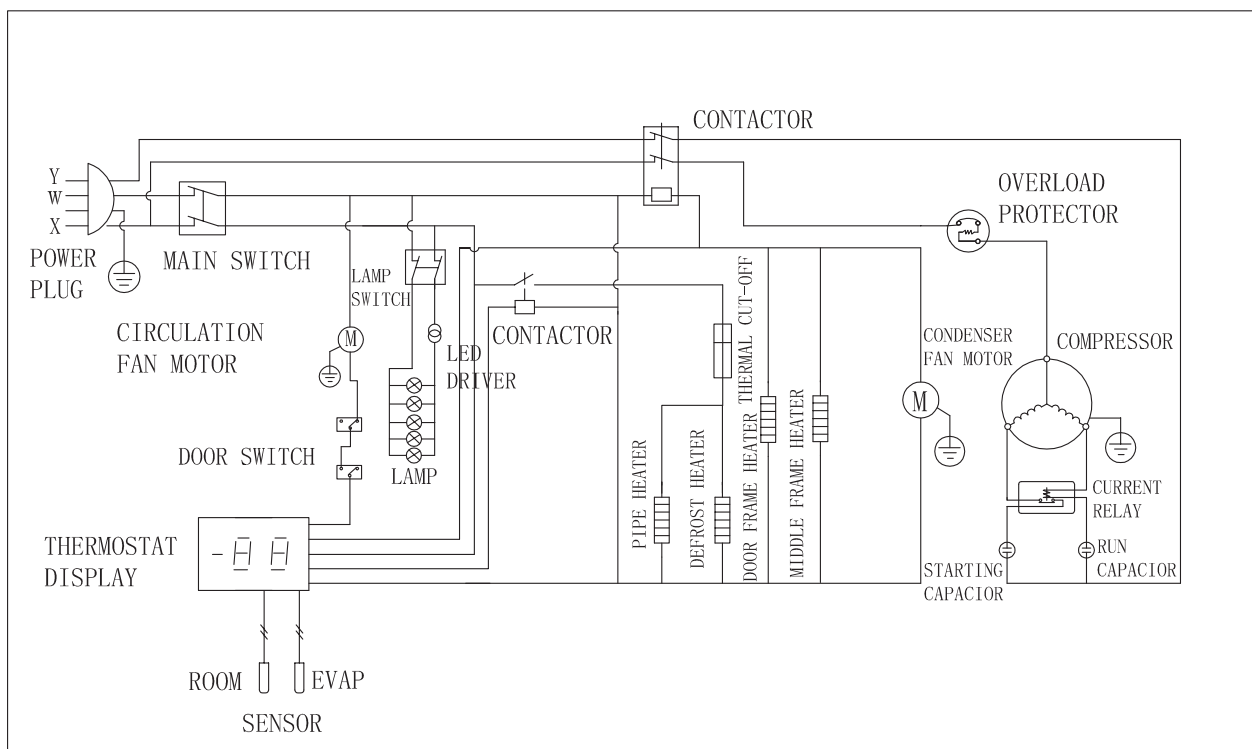 CONTACTOR
Y
W
X
POWER
PLUG
MAIN SWITCH
OVERLOAD
PROTECTOR
LAMP
SWITCH
CIRCULATION
FAN MOTOR
M
CONTACTOR
LED
DRIVER
THERMAL CUT-OFF
CONDENSER
FAN MOTOR
M
COMPRESSOR
DOOR SWITCH
LAMP
PIPE HEATER
DEFROST HEATER
DOOR FRAME HEATER
MIDDLE FRAME HEATER
CURRENT
RELAY
THERMOSTAT
DISPLAY
-88
STARTING
CAPACIOR
RUN
CAPACIOR
ROOM
EVAP
SENSOR